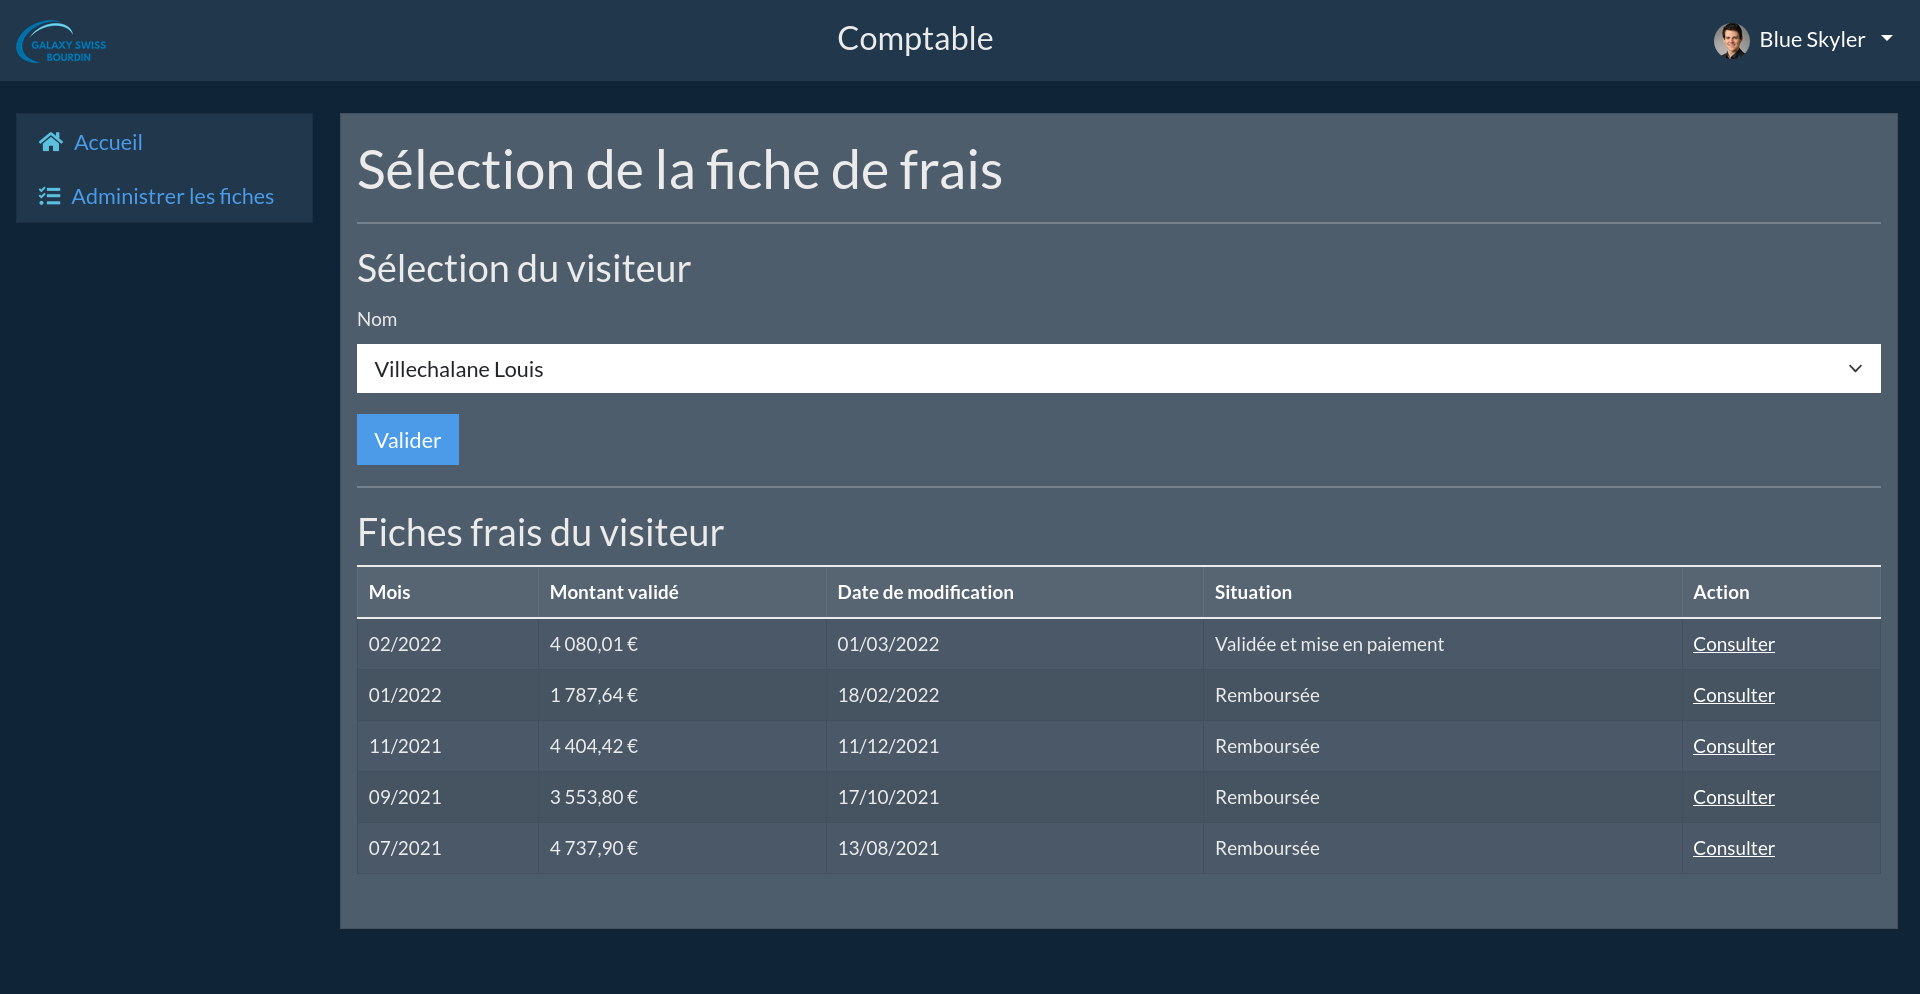 GALAXY SWISS
BOURDIN
Comptable
Blue Skyler
Accueil
Administrer les fiches
Sélection de la fiche de frais
Sélection du visiteur
Nom
Villechalane Louis
Valider
Fiches frais du visiteur
Mois Montant validé Date de modification Situation Action
02/2022 4 080,01 € 01/03/2022 Validée et mise en paiement Consulter
01/2022 1 787,64 € 18/02/2022 Remboursée Consulter
11/2021 4 404,42 € 11/12/2021 Remboursée Consulter
09/2021 3 553,80 € 17/10/2021 Remboursée Consulter
07/2021 4 737,90 € 13/08/2021 Remboursée Consulter